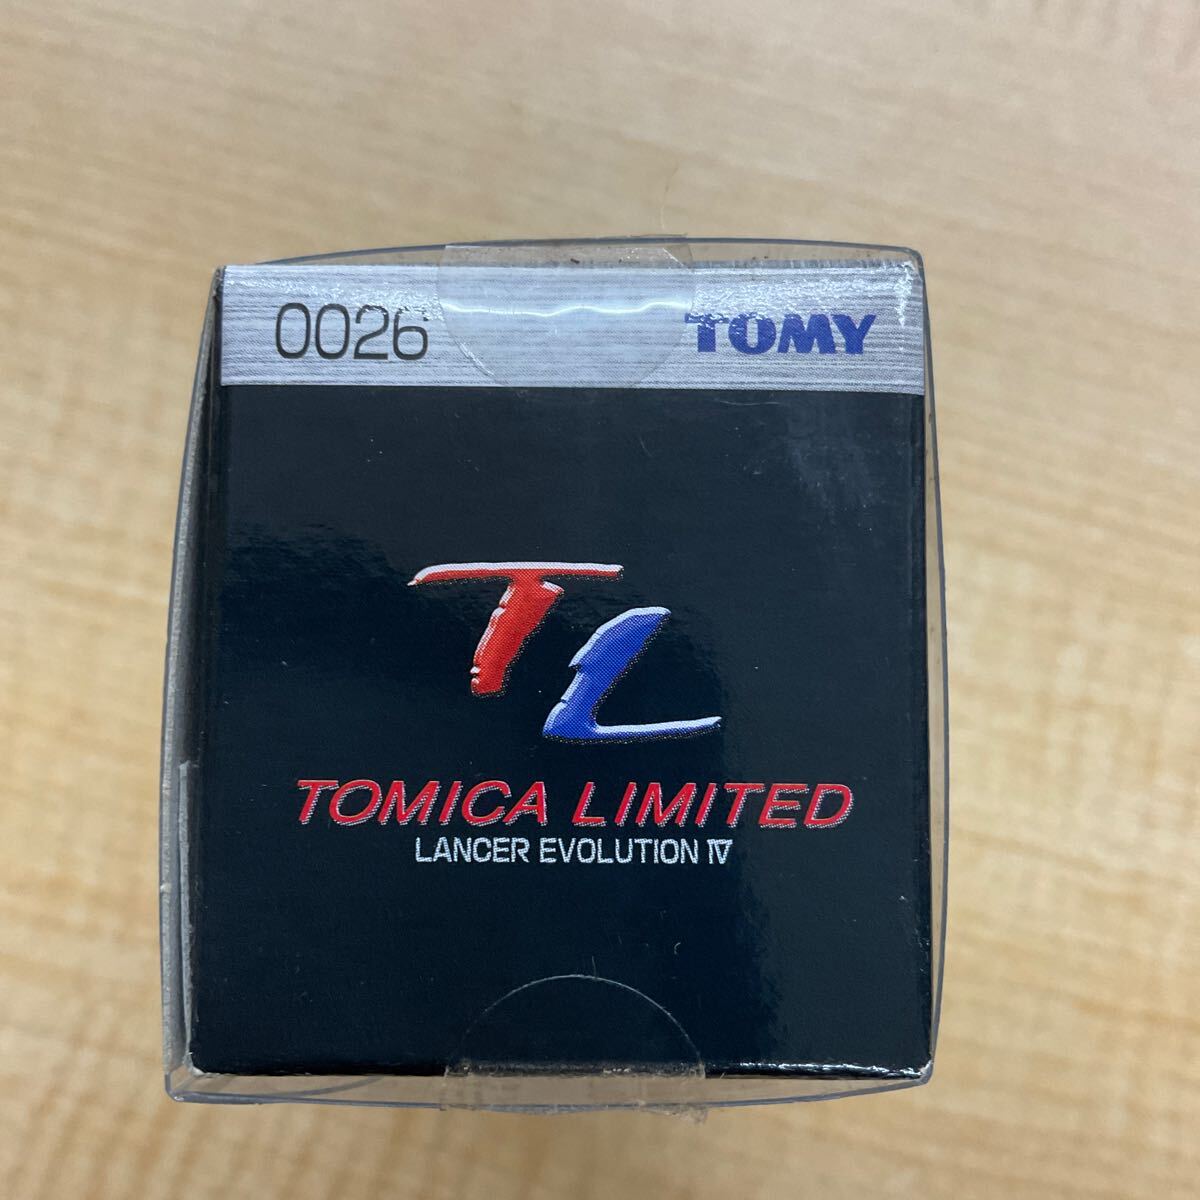 0026 TOMY
TL
TOMICA LIMITED
LANCER EVOLUTION IV